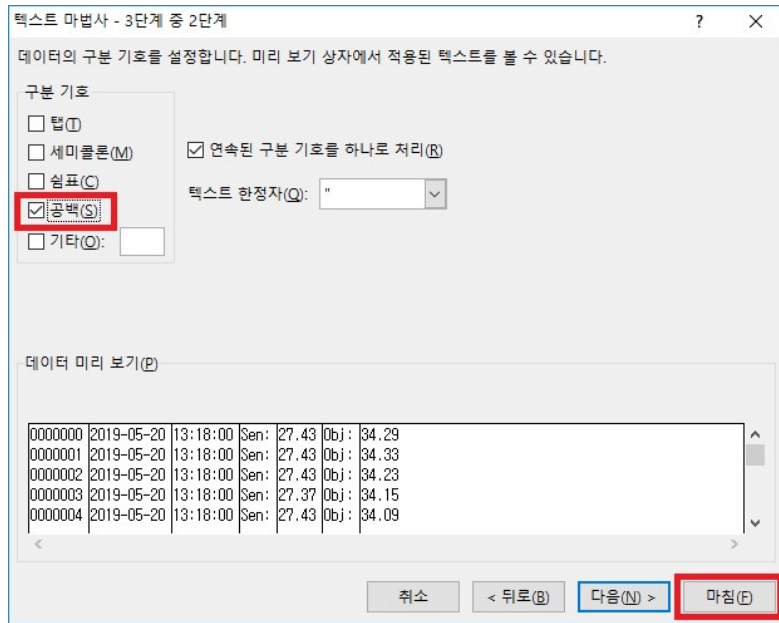 텍스트 마법사 - 3단계 중 2단계
? ×
데이터의 구분 기호를 설정합니다. 미리 보기 상자에서 적용된 텍스트를 볼 수 있습니다.
구분 기호
탭(T)
세미콜론(M)
쉼표(C)
공백(S)
기타(O):
연속된 구분 기호를 하나로 처리(R)
텍스트 한정자(Q): "
데이터 미리 보기(P)
0000000 2019-05-20 13:18:00 Sen: 27.43 Obj: 34.29
0000001 2019-05-20 13:18:00 Sen: 27.43 Obj: 34.33
0000002 2019-05-20 13:18:00 Sen: 27.43 Obj: 34.23
0000003 2019-05-20 13:18:00 Sen: 27.37 Obj: 34.15
0000004 2019-05-20 13:18:00 Sen: 27.43 Obj: 34.09
취소 < 뒤로(B) 다음(N) > 마침(F)